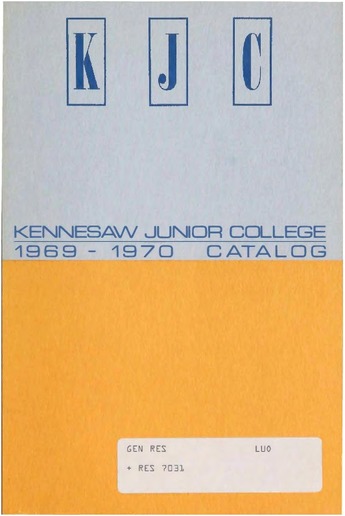 K J C
KENNESAW JUNIOR COLLEGE
1969 - 1970 CATALOG
GEN RES LUO
+ RES 7031